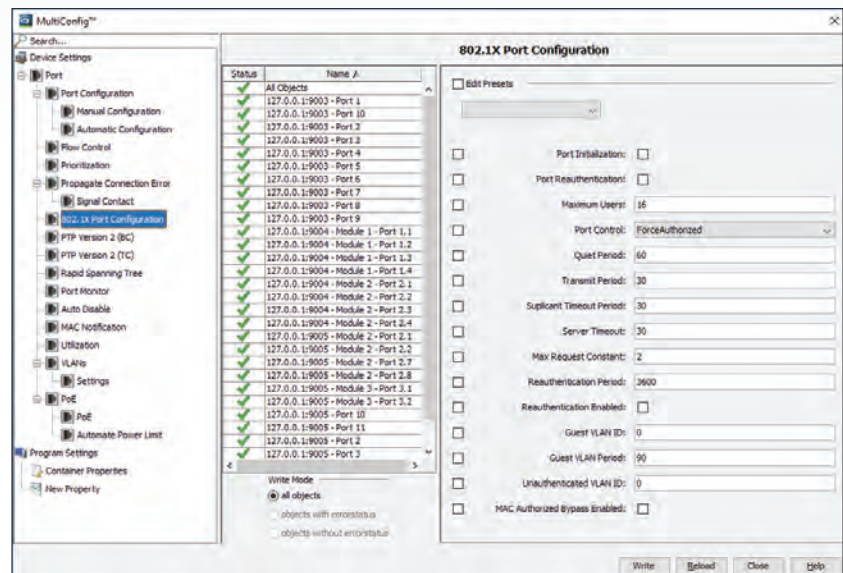 MultiConfig™
Search...
Device Settings
Port
Port Configuration
Manual Configuration
Automatic Configuration
Flow Control
Prioritization
Propagate Connection Error
Signal Contact
802.1X Port Configuration
PTP Version 2 (BC)
PTP Version 2 (TC)
Rapid Spanning Tree
Port Monitor
Auto Disable
MAC Notification
Utilization
VLANs
Settings
PoE
PoE
Automate Power Limit
Program Settings
Container Properties
New Property
802.1X Port Configuration
Status Name
All Objects
127.0.0.1:9003 - Port 1
127.0.0.1:9003 - Port 10
127.0.0.1:9003 - Port 2
127.0.0.1:9003 - Port 3
127.0.0.1:9003 - Port 4
127.0.0.1:9003 - Port 5
127.0.0.1:9003 - Port 6
127.0.0.1:9003 - Port 7
127.0.0.1:9003 - Port 8
127.0.0.1:9003 - Port 9
127.0.0.1:9004 - Module 1 - Port 1.1
127.0.0.1:9004 - Module 1 - Port 1.2
127.0.0.1:9004 - Module 1 - Port 1.3
127.0.0.1:9004 - Module 1 - Port 1.4
127.0.0.1:9004 - Module 2 - Port 2.1
127.0.0.1:9004 - Module 2 - Port 2.2
127.0.0.1:9004 - Module 2 - Port 2.3
127.0.0.1:9004 - Module 2 - Port 2.4
127.0.0.1:9005 - Module 2 - Port 2.1
127.0.0.1:9005 - Module 2 - Port 2.2
127.0.0.1:9005 - Module 2 - Port 2.7
127.0.0.1:9005 - Module 2 - Port 2.8
127.0.0.1:9005 - Module 3 - Port 3.1
127.0.0.1:9005 - Module 3 - Port 3.2
127.0.0.1:9005 - Port 10
127.0.0.1:9005 - Port 11
127.0.0.1:9005 - Port 2
127.0.0.1:9005 - Port 3
Write Mode
all objects
objects with errorstatus
objects without errorstatus
Edit Presets
Port Initialization:
Port Reauthentication:
Maximum Users: 16
Port Control: ForceAuthorized
Quiet Period: 60
Transmit Period: 30
Suplicant Timeout Period: 30
Server Timeout: 30
Max Request Constant: 2
Reauthentication Period: 3600
Reauthentication Enabled:
Guest VLAN ID: 0
Guest VLAN Period: 90
Unauthenticated VLAN ID: 0
MAC Authorized Bypass Enabled:
Write Reload Close Help